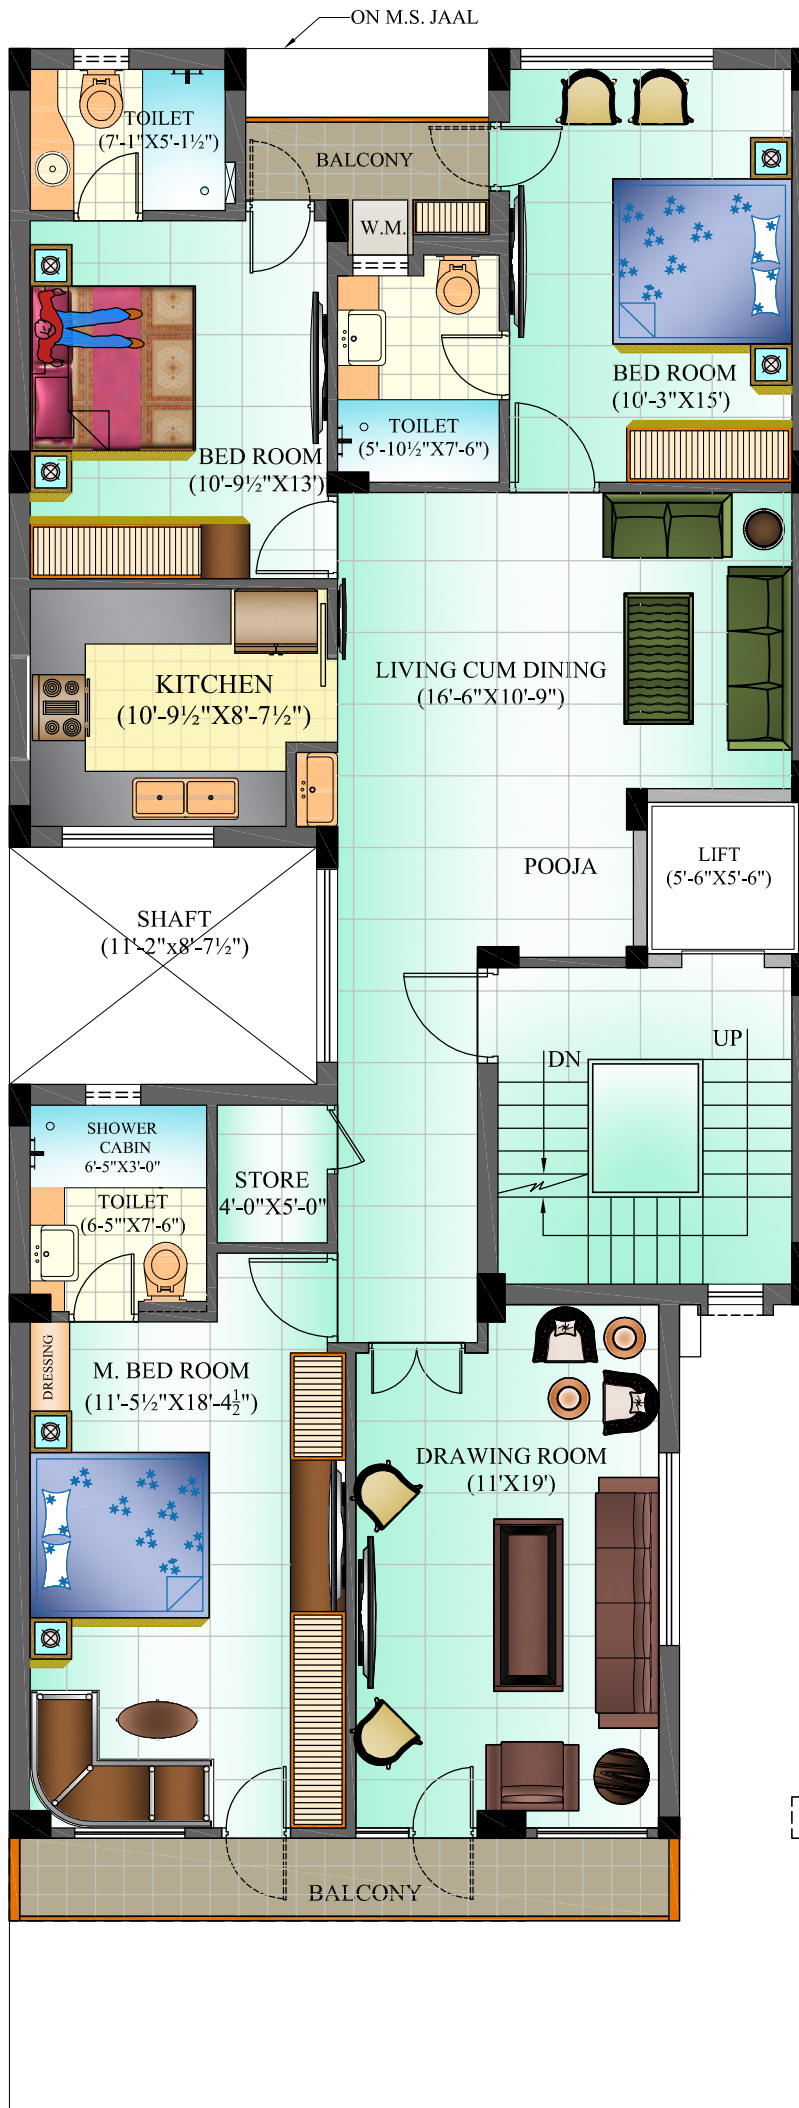 ON M.S. JAAL
TOILET
(7'-1"X5'-1½")
BALCONY
W.M.
BED ROOM
(10'-3"X15')
TOILET
(5'-10½"X7'-6")
BED ROOM
(10'-9½"X13')
KITCHEN
(10'-9½"X8'-7½")
LIVING CUM DINING
(16'-6"X10'-9")
POOJA
LIFT
(5'-6"X5'-6")
SHAFT
(11'-2"x8'-7½")
UP
DN
SHOWER
CABIN
6'-5"X3'-0"
TOILET
(6-5"'X7'-6")
STORE
4'-0"X5'-0"
DRESSING
M. BED ROOM
(11'-5½"X18'-4½")
DRAWING ROOM
(11'X19')
BALCONY